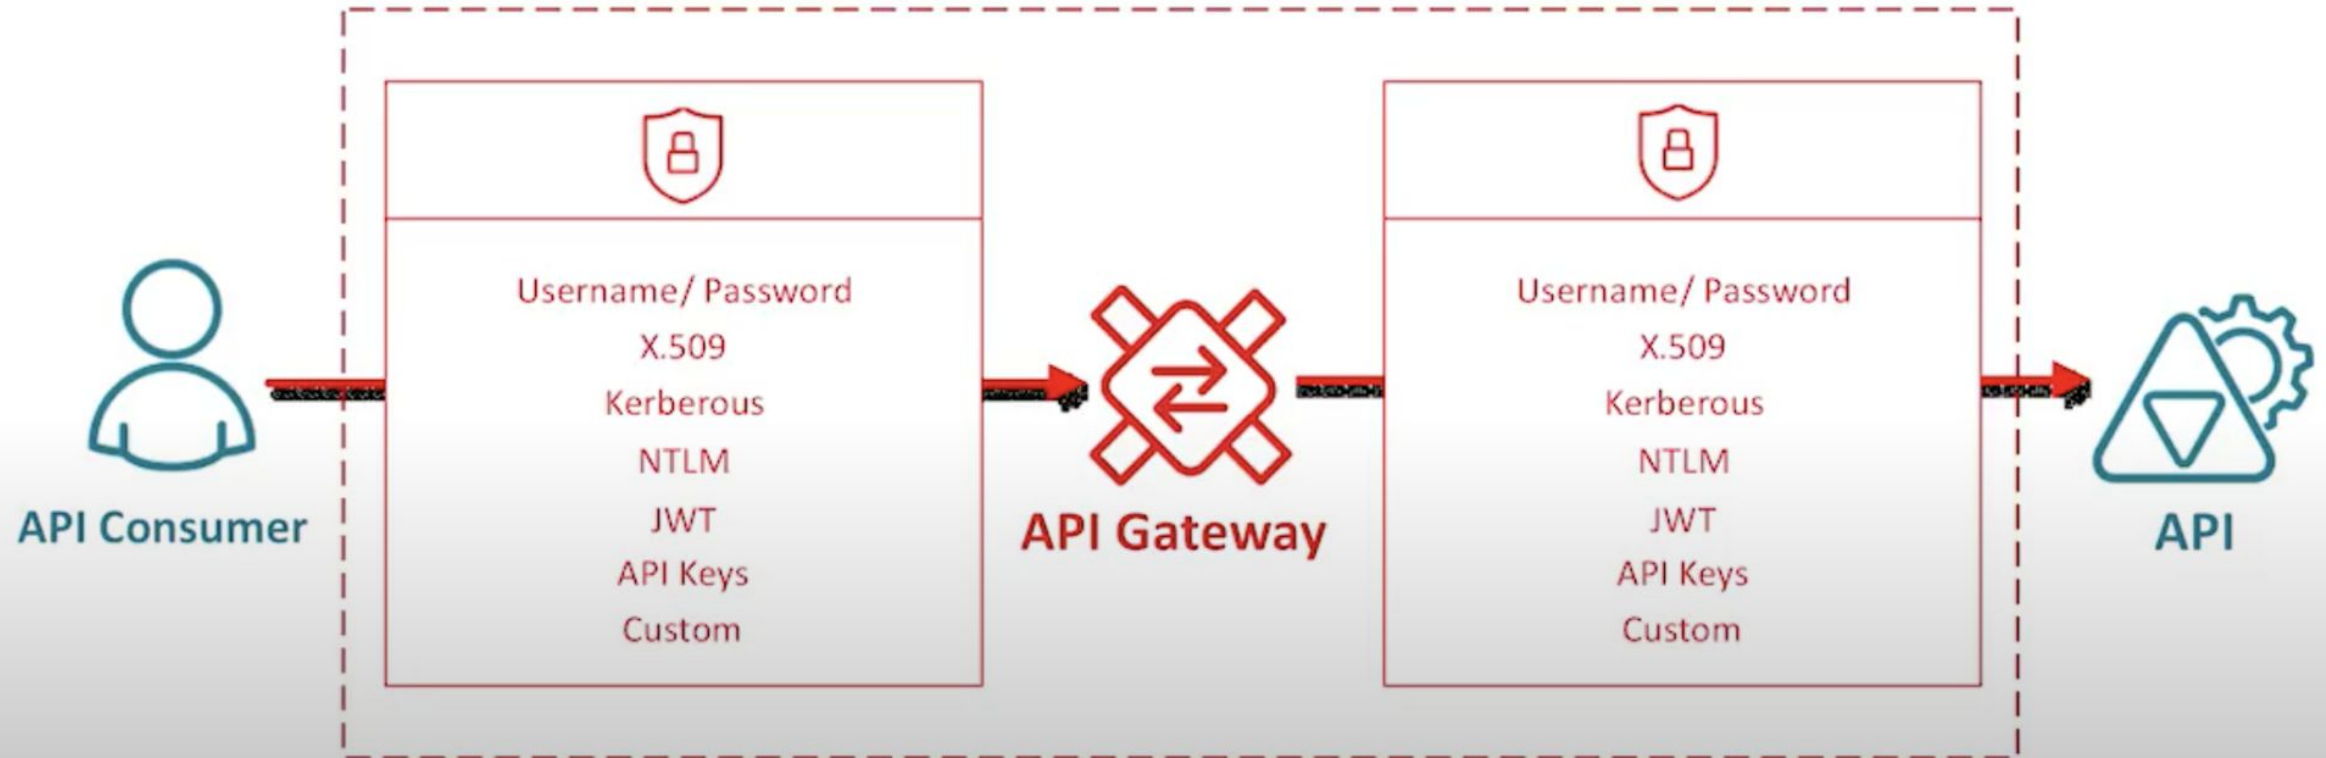 Username/ Password
X.509
Kerberous
NTLM
JWT
API Keys
Custom
Username/ Password
X.509
Kerberous
NTLM
JWT
API Keys
Custom
API Consumer
API Gateway
API